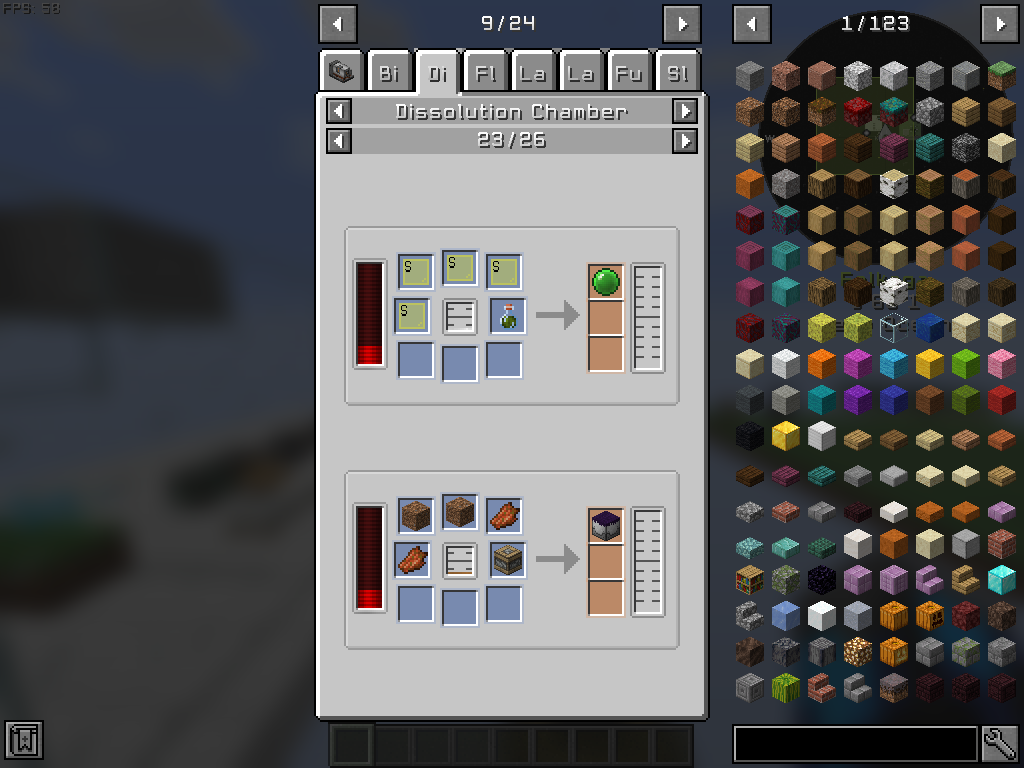 FPS: 58
9/24
1/123
Bi
Di
Fl
La
La
Fu
Sl
Dissolution Chamber
23/26
S
S
S
S